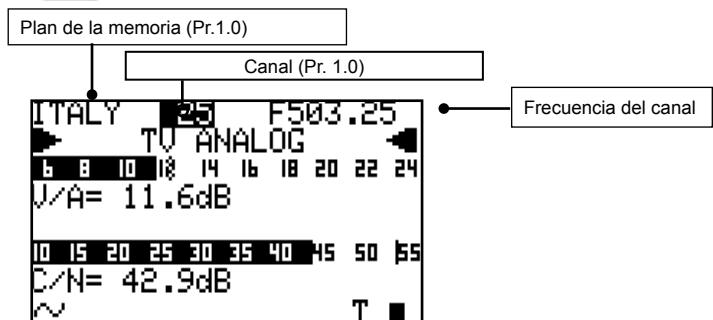 Plan de la memoria (Pr.1.0)
Canal (Pr. 1.0)
Frecuencia del canal
ITALY 25 F503.25
TV ANALOG
6 8 10 12 14 16 18 20 22 24
V/A= 11.6dB
10 15 20 25 30 35 40 45 50 55
C/N= 42.9dB
T